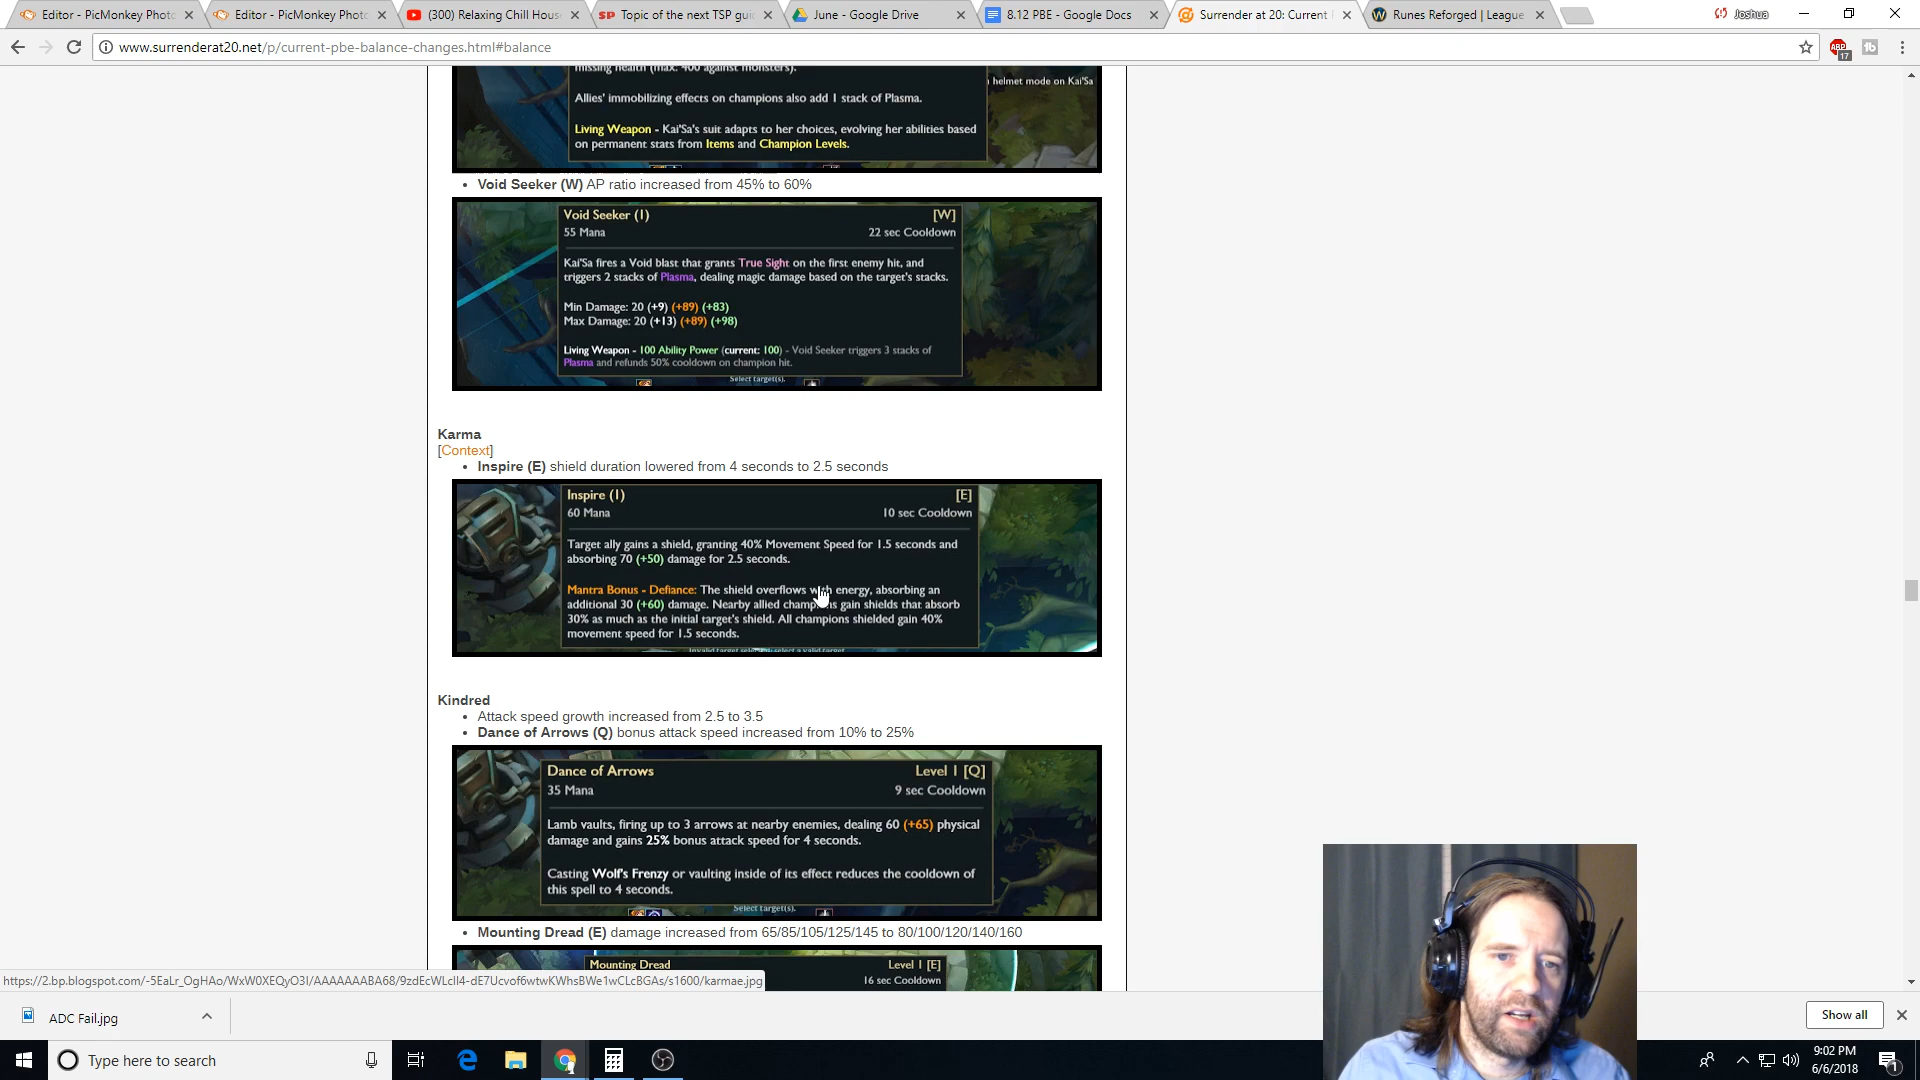 Editor - PicMonkey Phot
Editor - PicMonkey Phot
(300) Relaxing Chill Hous
SP Topic of the next TSP gui
June - Google Drive
8.12 PBE - Google Docs
Surrender at 20: Current
Runes Reforged | League
Joshua
www.surrenderat20.net/p/current-pbe-balance-changes.html#balance
ABP
17
missing health (max: 400 against monsters).
helmet mode on Kai'Sa
Allies' immobilizing effects on champions also add 1 stack of Plasma.
Living Weapon - Kai'Sa's suit adapts to her choices, evolving her abilities based
on permanent stats from Items and Champion Levels.
• Void Seeker (W) AP ratio increased from 45% to 60%
Void Seeker (1) [W]
55 Mana 22 sec Cooldown
Kai'Sa fires a Void blast that grants True Sight on the first enemy hit, and
triggers 2 stacks of Plasma, dealing magic damage based on the target's stacks.
Min Damage: 20 (+9) (+89) (+83)
Max Damage: 20 (+13) (+89) (+98)
Living Weapon - 100 Ability Power (current: 100) - Void Seeker triggers 3 stacks of
Plasma and refunds 50% cooldown on champion hit.
Select target(s).
Karma
[Context]
• Inspire (E) shield duration lowered from 4 seconds to 2.5 seconds
Inspire (1) [E]
60 Mana 10 sec Cooldown
Target ally gains a shield, granting 40% Movement Speed for 1.5 seconds and
absorbing 70 (+50) damage for 2.5 seconds.
Mantra Bonus - Defiance: The shield overflows with energy, absorbing an
additional 30 (+60) damage. Nearby allied champions gain shields that absorb
30% as much as the initial target's shield. All champions shielded gain 40%
movement speed for 1.5 seconds.
Invalid target selected; select a valid target
Kindred
• Attack speed growth increased from 2.5 to 3.5
• Dance of Arrows (Q) bonus attack speed increased from 10% to 25%
Dance of Arrows Level 1 [Q]
35 Mana 9 sec Cooldown
Lamb vaults, firing up to 3 arrows at nearby enemies, dealing 60 (+65) physical
damage and gains 25% bonus attack speed for 4 seconds.
Casting Wolf's Frenzy or vaulting inside of its effect reduces the cooldown of
this spell to 4 seconds.
Select target(s).
• Mounting Dread (E) damage increased from 65/85/105/125/145 to 80/100/120/140/160
Mounting Dread Level 1 [E]
16 sec Cooldown
ADC Fail.jpg
Show all
Type here to search
9:02 PM
6/6/2018
1